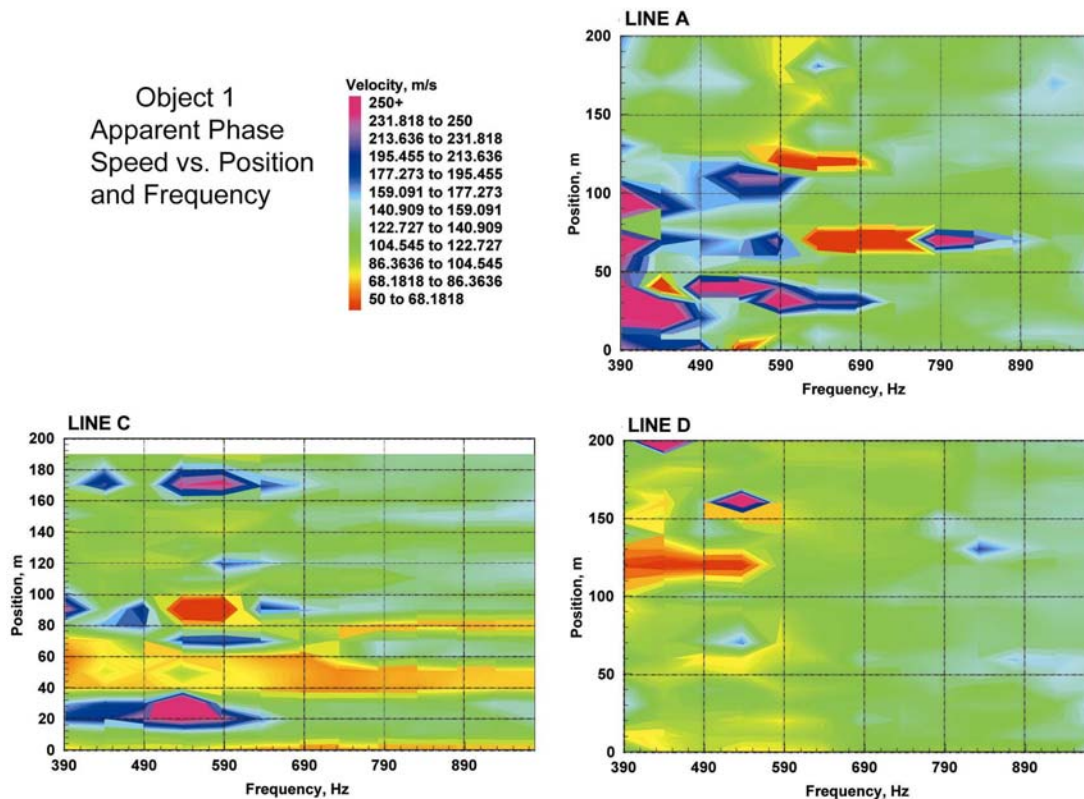 Object 1
Apparent Phase
Speed vs. Position
and Frequency
Velocity, m/s
250+
231.818 to 250
213.636 to 231.818
195.455 to 213.636
177.273 to 195.455
159.091 to 177.273
140.909 to 159.091
122.727 to 140.909
104.545 to 122.727
86.3636 to 104.545
68.1818 to 86.3636
50 to 68.1818
LINE A
200
150
100
50
0
Position, m
390 490 590 690 790 890
Frequency, Hz
LINE C
200
180
160
140
120
100
80
60
40
20
0
Position, m
390 490 590 690 790 890
Frequency, Hz
LINE D
200
150
100
50
0
Position, m
390 490 590 690 790 890
Frequency, Hz